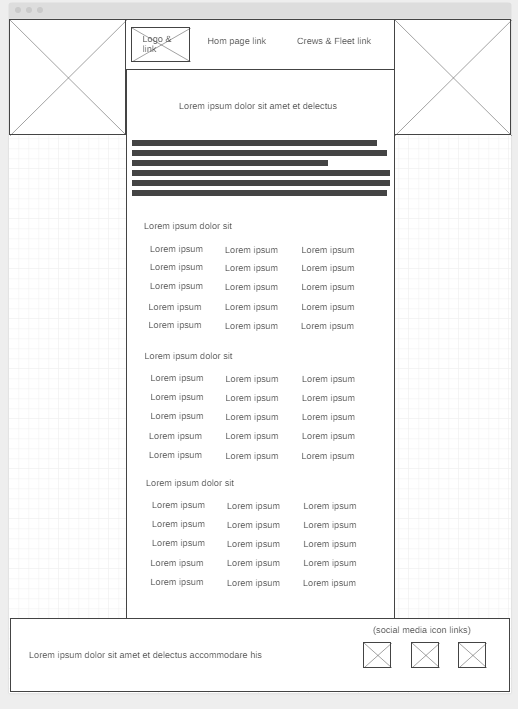 Logo &
link
Hom page link
Crews & Fleet link
Lorem ipsum dolor sit amet et delectus
Lorem ipsum dolor sit
Lorem ipsum Lorem ipsum Lorem ipsum
Lorem ipsum Lorem ipsum Lorem ipsum
Lorem ipsum Lorem ipsum Lorem ipsum
Lorem ipsum Lorem ipsum Lorem ipsum
Lorem ipsum Lorem ipsum Lorem ipsum
Lorem ipsum dolor sit
Lorem ipsum Lorem ipsum Lorem ipsum
Lorem ipsum Lorem ipsum Lorem ipsum
Lorem ipsum Lorem ipsum Lorem ipsum
Lorem ipsum Lorem ipsum Lorem ipsum
Lorem ipsum Lorem ipsum Lorem ipsum
Lorem ipsum dolor sit
Lorem ipsum Lorem ipsum Lorem ipsum
Lorem ipsum Lorem ipsum Lorem ipsum
Lorem ipsum Lorem ipsum Lorem ipsum
Lorem ipsum Lorem ipsum Lorem ipsum
Lorem ipsum Lorem ipsum Lorem ipsum
(social media icon links)
Lorem ipsum dolor sit amet et delectus accommodare his